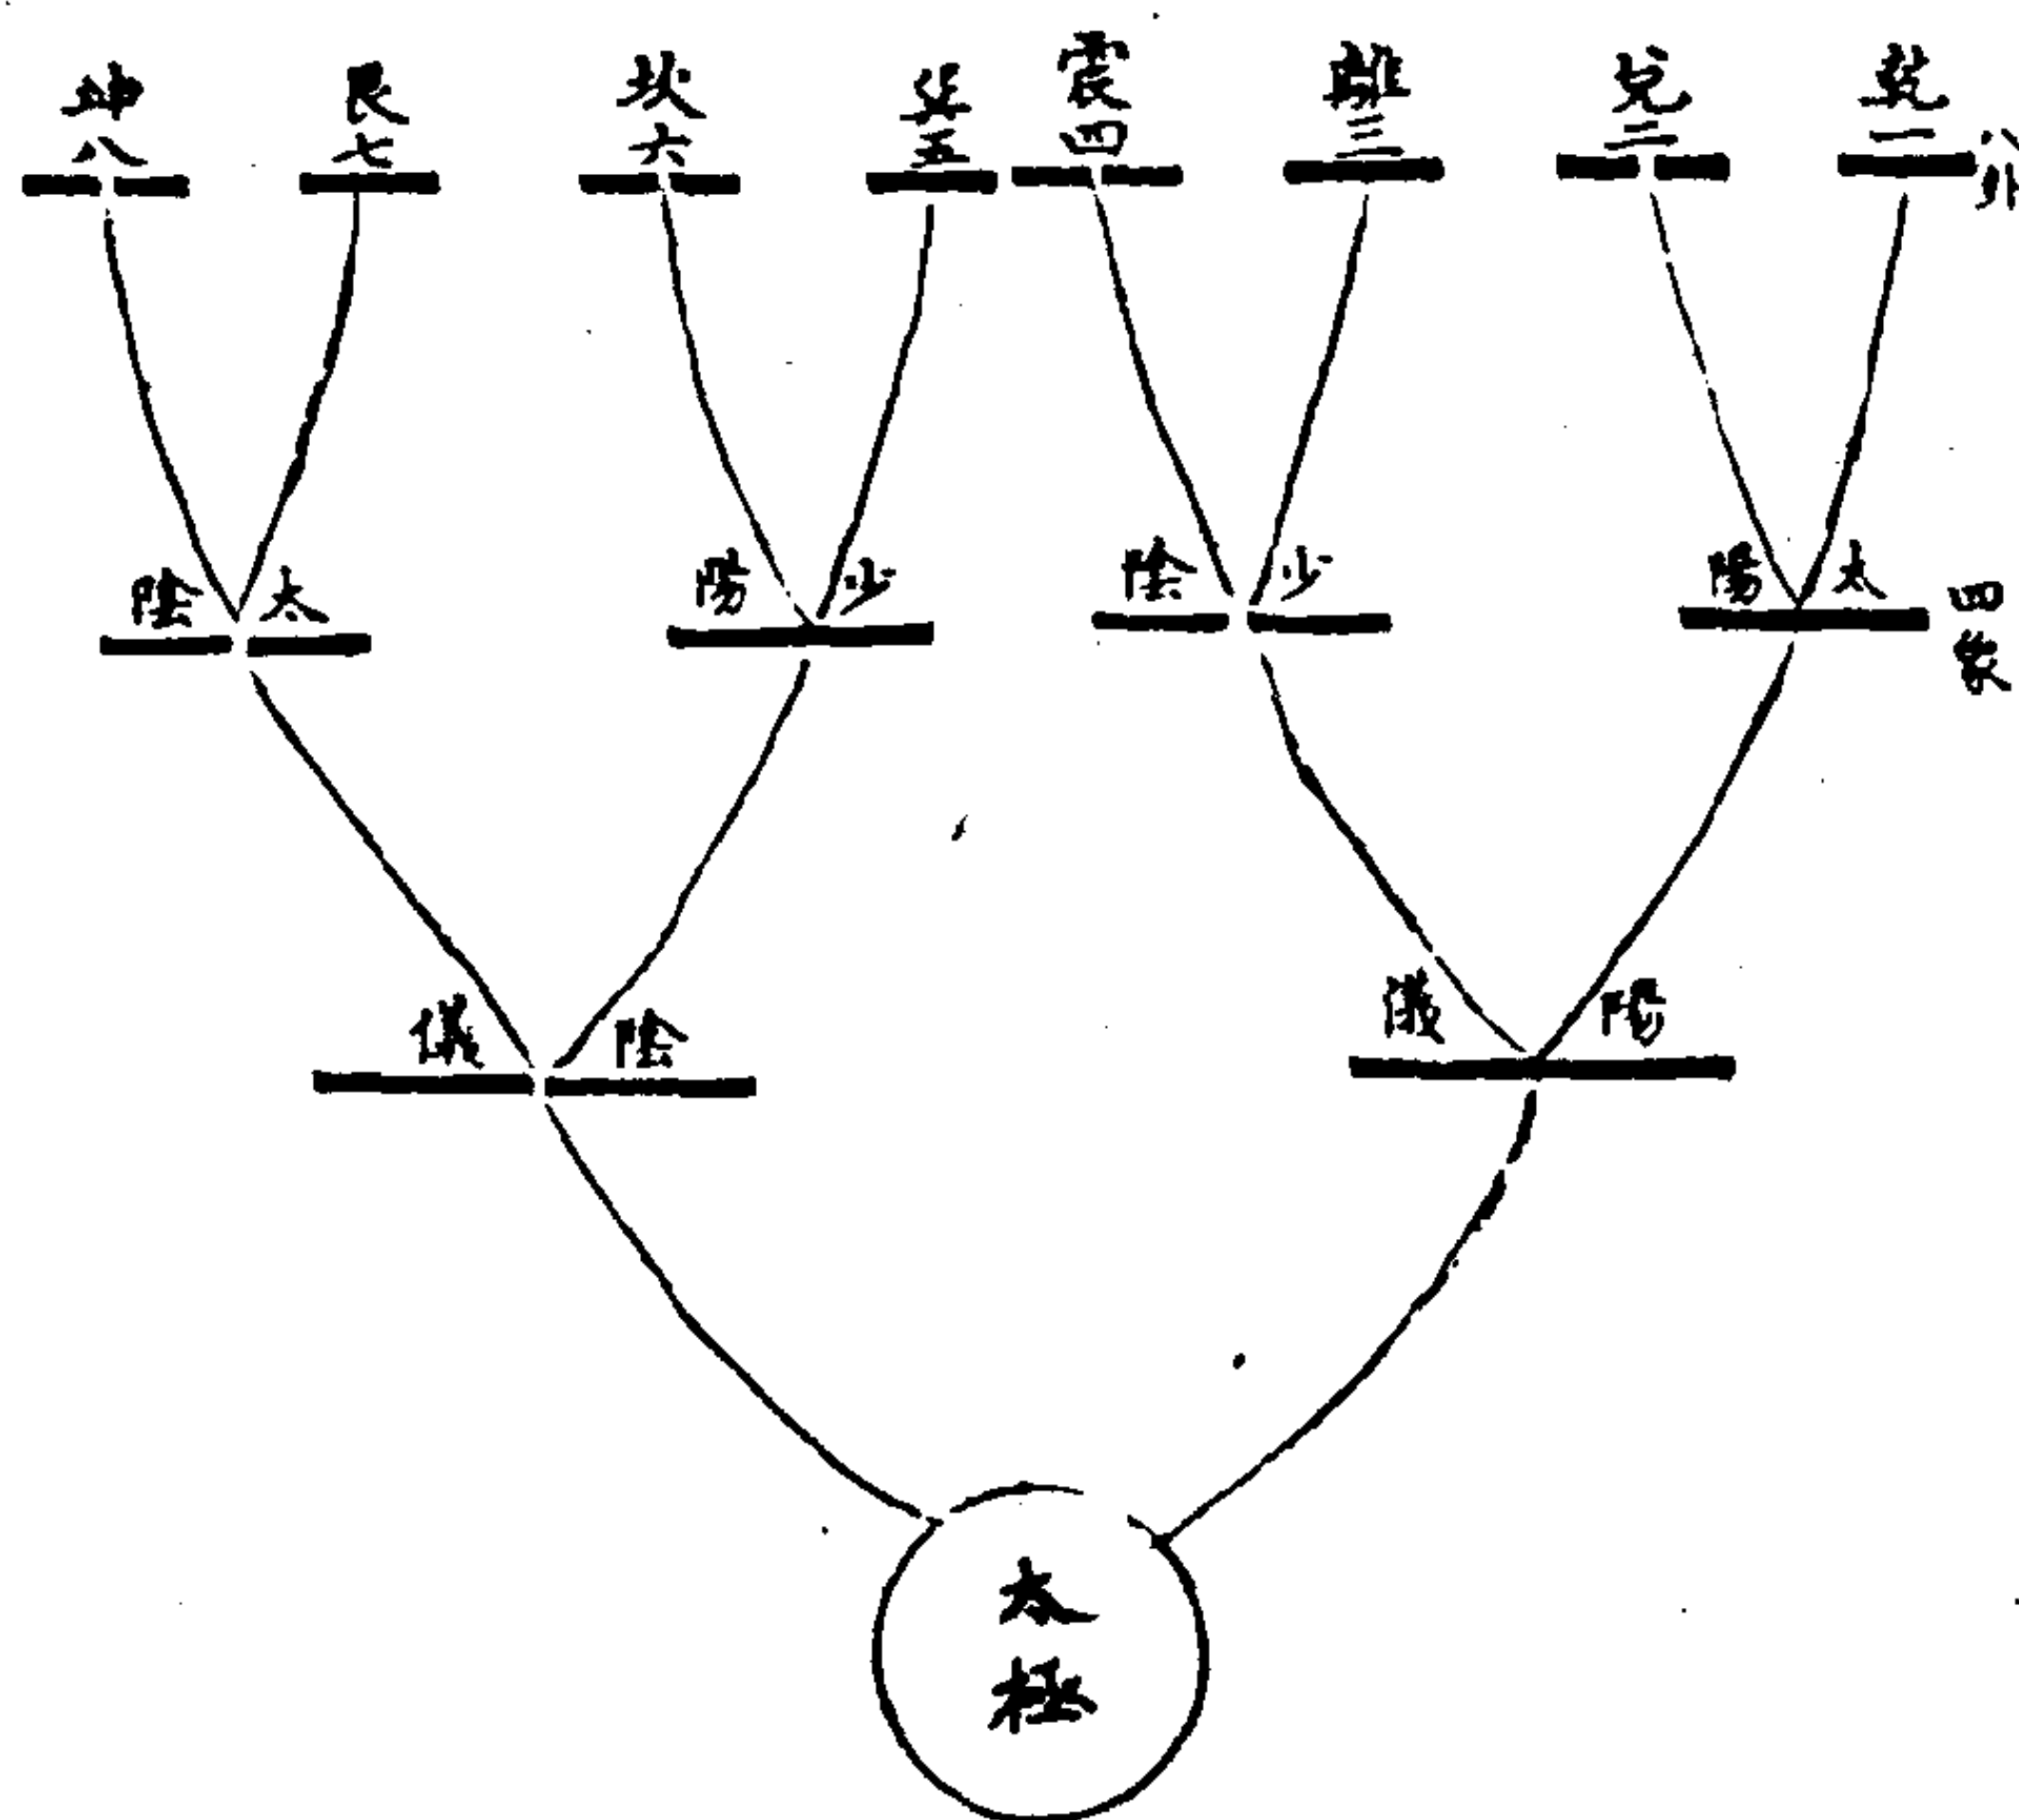 八卦
乾一
兌二
離三
震四
巽五
坎六
艮七
坤八
四象
太陽
少陰
少陽
太陰
陽儀
陰儀
太極